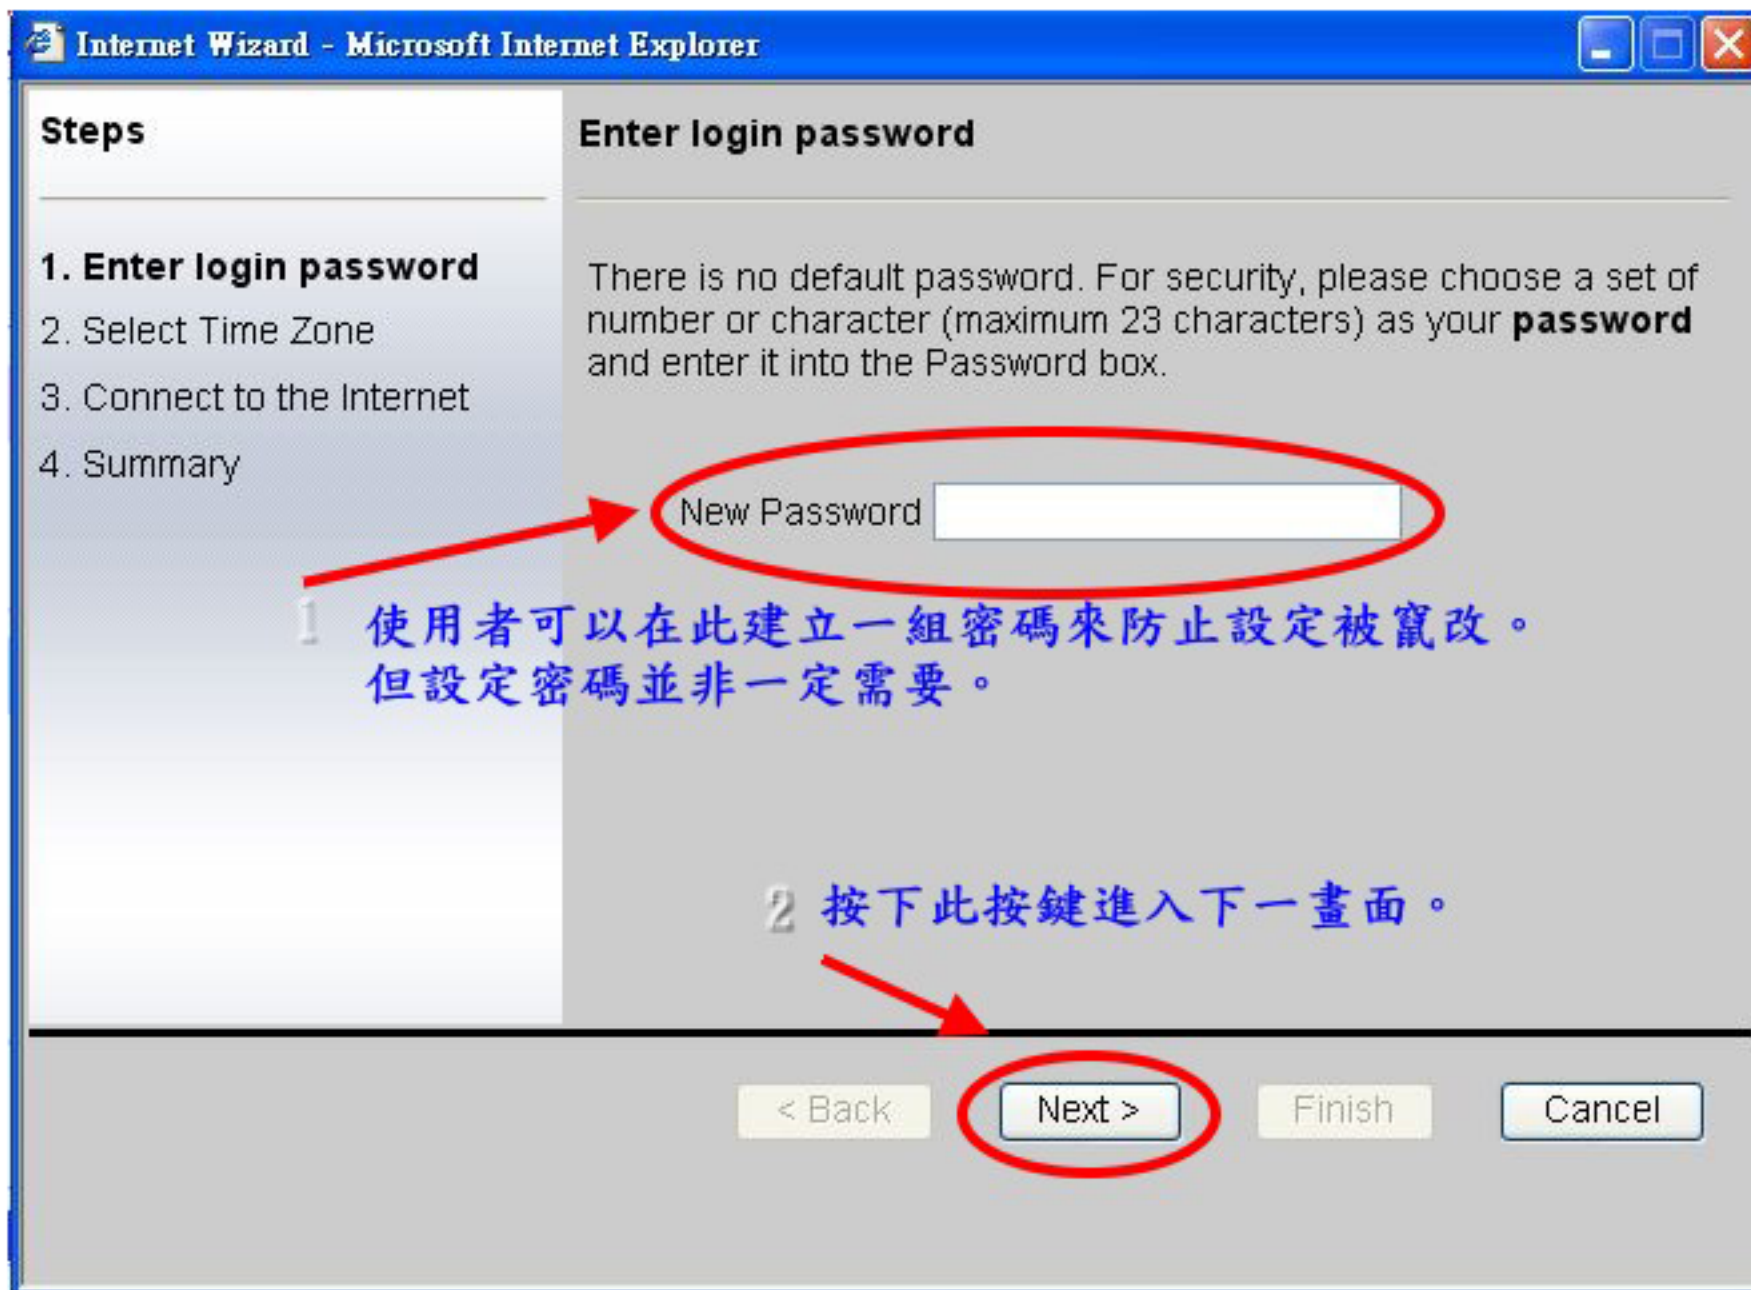 Internet Wizard - Microsoft Internet Explorer
Steps
1. Enter login password
2. Select Time Zone
3. Connect to the Internet
4. Summary
Enter login password
There is no default password. For security, please choose a set of
number or character (maximum 23 characters) as your password
and enter it into the Password box.
New Password
1 使用者可以在此建立一組密碼來防止設定被竄改。
但設定密碼並非一定需要。
2 按下此按鍵進入下一畫面。
< Back
Next >
Finish
Cancel